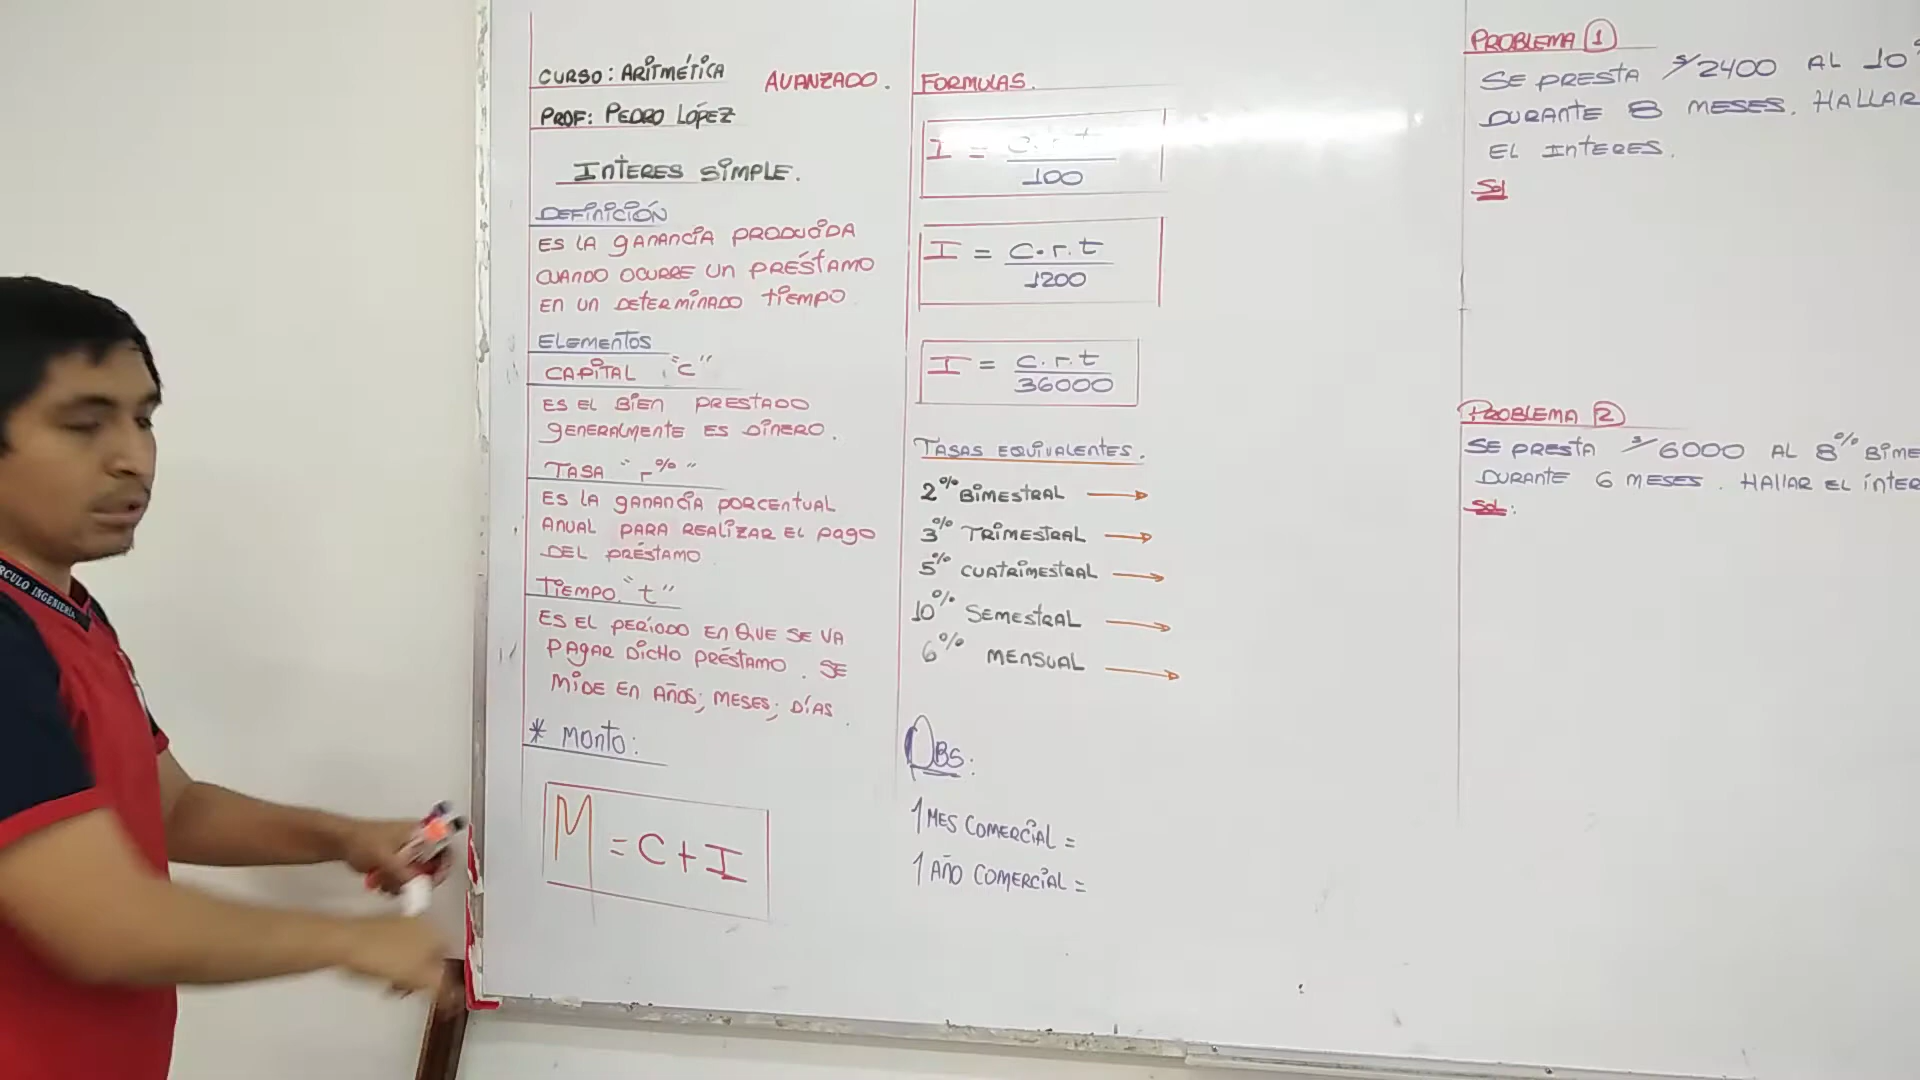 CURSO: ARITMÉTICA
AVANZADO.
PROF: PEDRO LÓPEZ
INTERES SIMPLE.
DEFINICIÓN
ES LA GANANCIA PRODUCIDA
CUANDO OCURRE UN PRÉSTAMO
EN UN DETERMINADO TIEMPO
ELEMENTOS
CAPITAL "C"
ES EL BIEN PRESTADO
GENERALMENTE ES DINERO.
TASA "r%"
ES LA GANANCIA PORCENTUAL
ANUAL PARA REALIZAR EL PAGO
DEL PRÉSTAMO
TIEMPO "t"
ES EL PERÍODO EN QUE SE VA
PAGAR DICHO PRÉSTAMO. SE
MIDE EN AÑOS; MESES; DÍAS.
* MONTO:
M = C + I
FORMULAS.
I = C.r.t
100
I = C.r.t
1200
I = C.r.t
36000
TASAS EQUIVALENTES.
2% BIMESTRAL →
3% TRIMESTRAL →
5% CUATRIMESTRAL →
10% SEMESTRAL →
6% MENSUAL →
OBS:
1 MES COMERCIAL =
1 AÑO COMERCIAL =
PROBLEMA 1
SE PRESTA S/2400 AL 10%
DURANTE 8 MESES. HALLAR
EL INTERES.
Sol
PROBLEMA 2
SE PRESTA S/6000 AL 8% BIME
DURANTE 6 MESES. HALLAR EL INTER
Sol:
RCULO INGENIERÍA